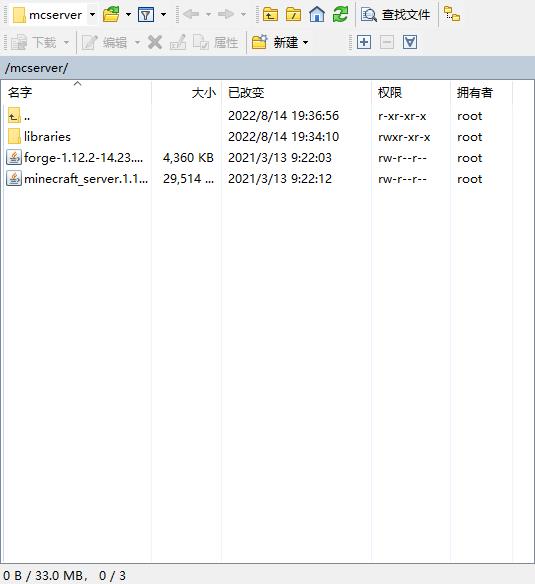 mcserver 查找文件
下载 编辑 属性 新建
/mcserver/
名字 大小 已改变 权限 拥有者
.. 2022/8/14 19:36:56 r-xr-xr-x root
libraries 2022/8/14 19:34:10 rwxr-xr-x root
forge-1.12.2-14.23.... 4,360 KB 2021/3/13 9:22:03 rw-r--r-- root
minecraft_server.1.1... 29,514 ... 2021/3/13 9:22:12 rw-r--r-- root
0 B / 33.0 MB, 0 / 3